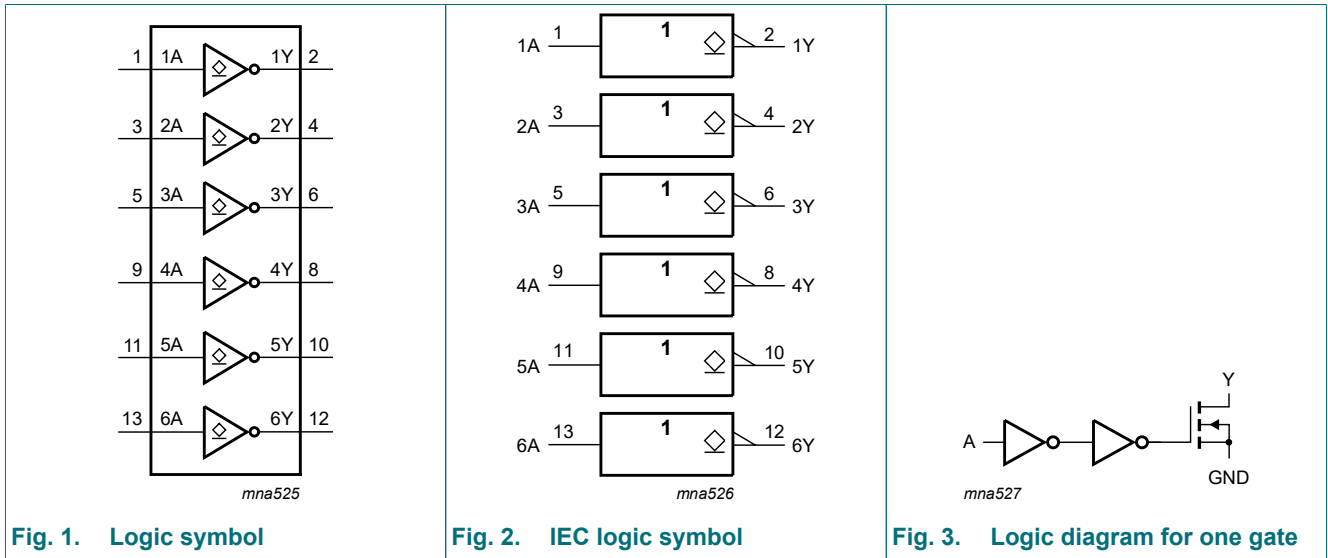 1 1A 1Y 2
3 2A 2Y 4
5 3A 3Y 6
9 4A 4Y 8
11 5A 5Y 10
13 6A 6Y 12
mna525
Fig. 1. Logic symbol
1A 1 1 2 1Y
2A 3 1 4 2Y
3A 5 1 6 3Y
4A 9 1 8 4Y
5A 11 1 10 5Y
6A 13 1 12 6Y
mna526
Fig. 2. IEC logic symbol
Y
A
GND
mna527
Fig. 3. Logic diagram for one gate